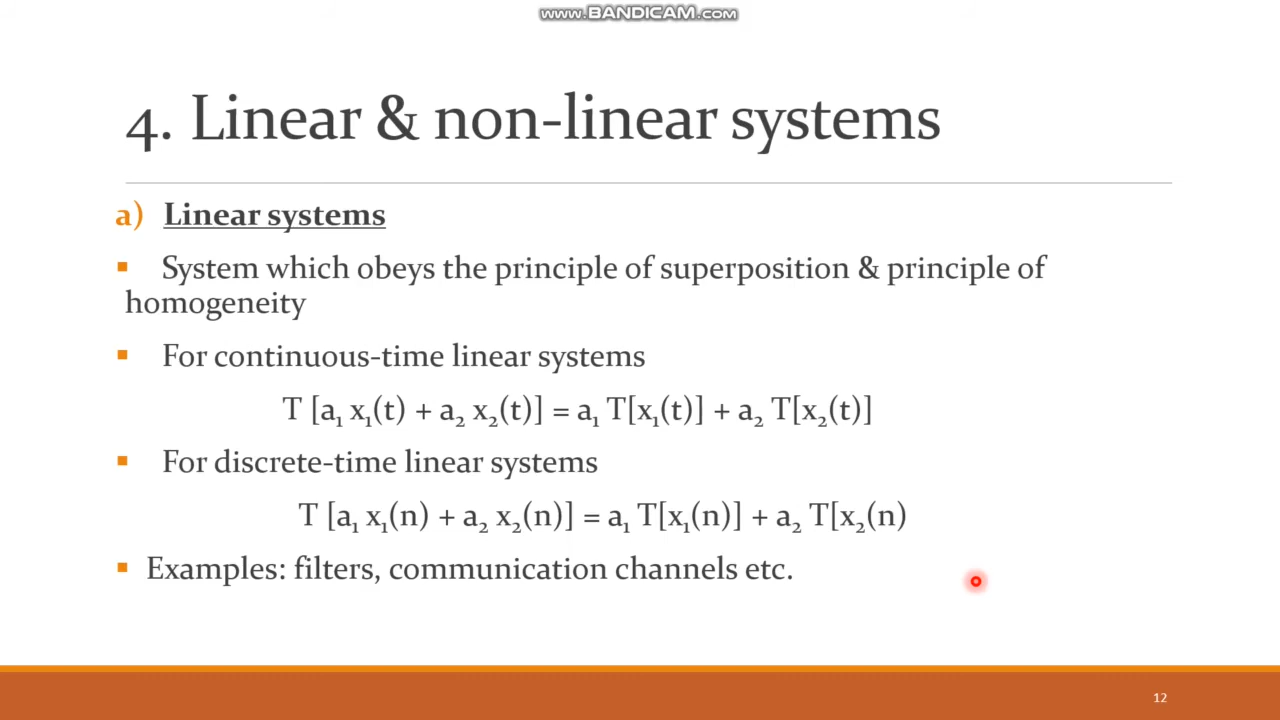 www.BANDICAM.com
4. Linear & non-linear systems
a) Linear systems
▪ System which obeys the principle of superposition & principle of
homogeneity
▪ For continuous-time linear systems
T [a₁ x₁(t) + a₂ x₂(t)] = a₁ T[x₁(t)] + a₂ T[x₂(t)]
▪ For discrete-time linear systems
T [a₁ x₁(n) + a₂ x₂(n)] = a₁ T[x₁(n)] + a₂ T[x₂(n)
▪ Examples: filters, communication channels etc.
12